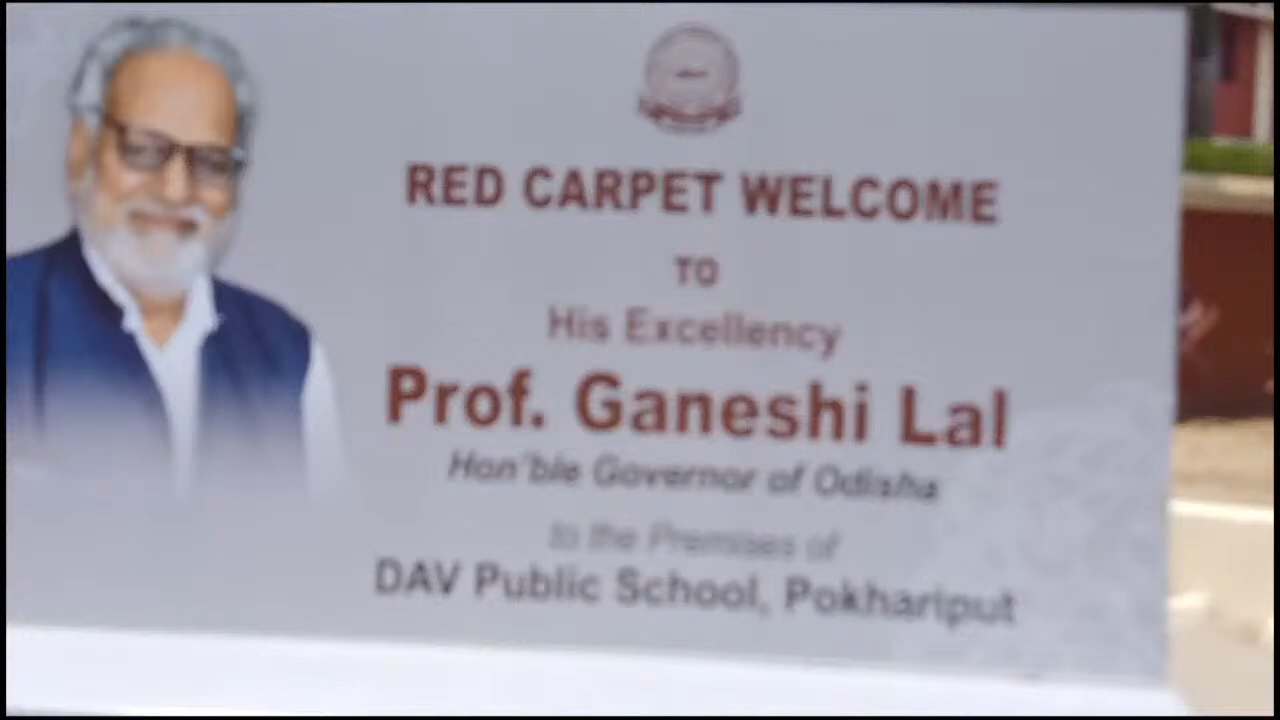 RED CARPET WELCOME
TO
His Excellency
Prof. Ganeshi Lal
Hon'ble Governor of Odisha
to the Premises of
DAV Public School, Pokhariput